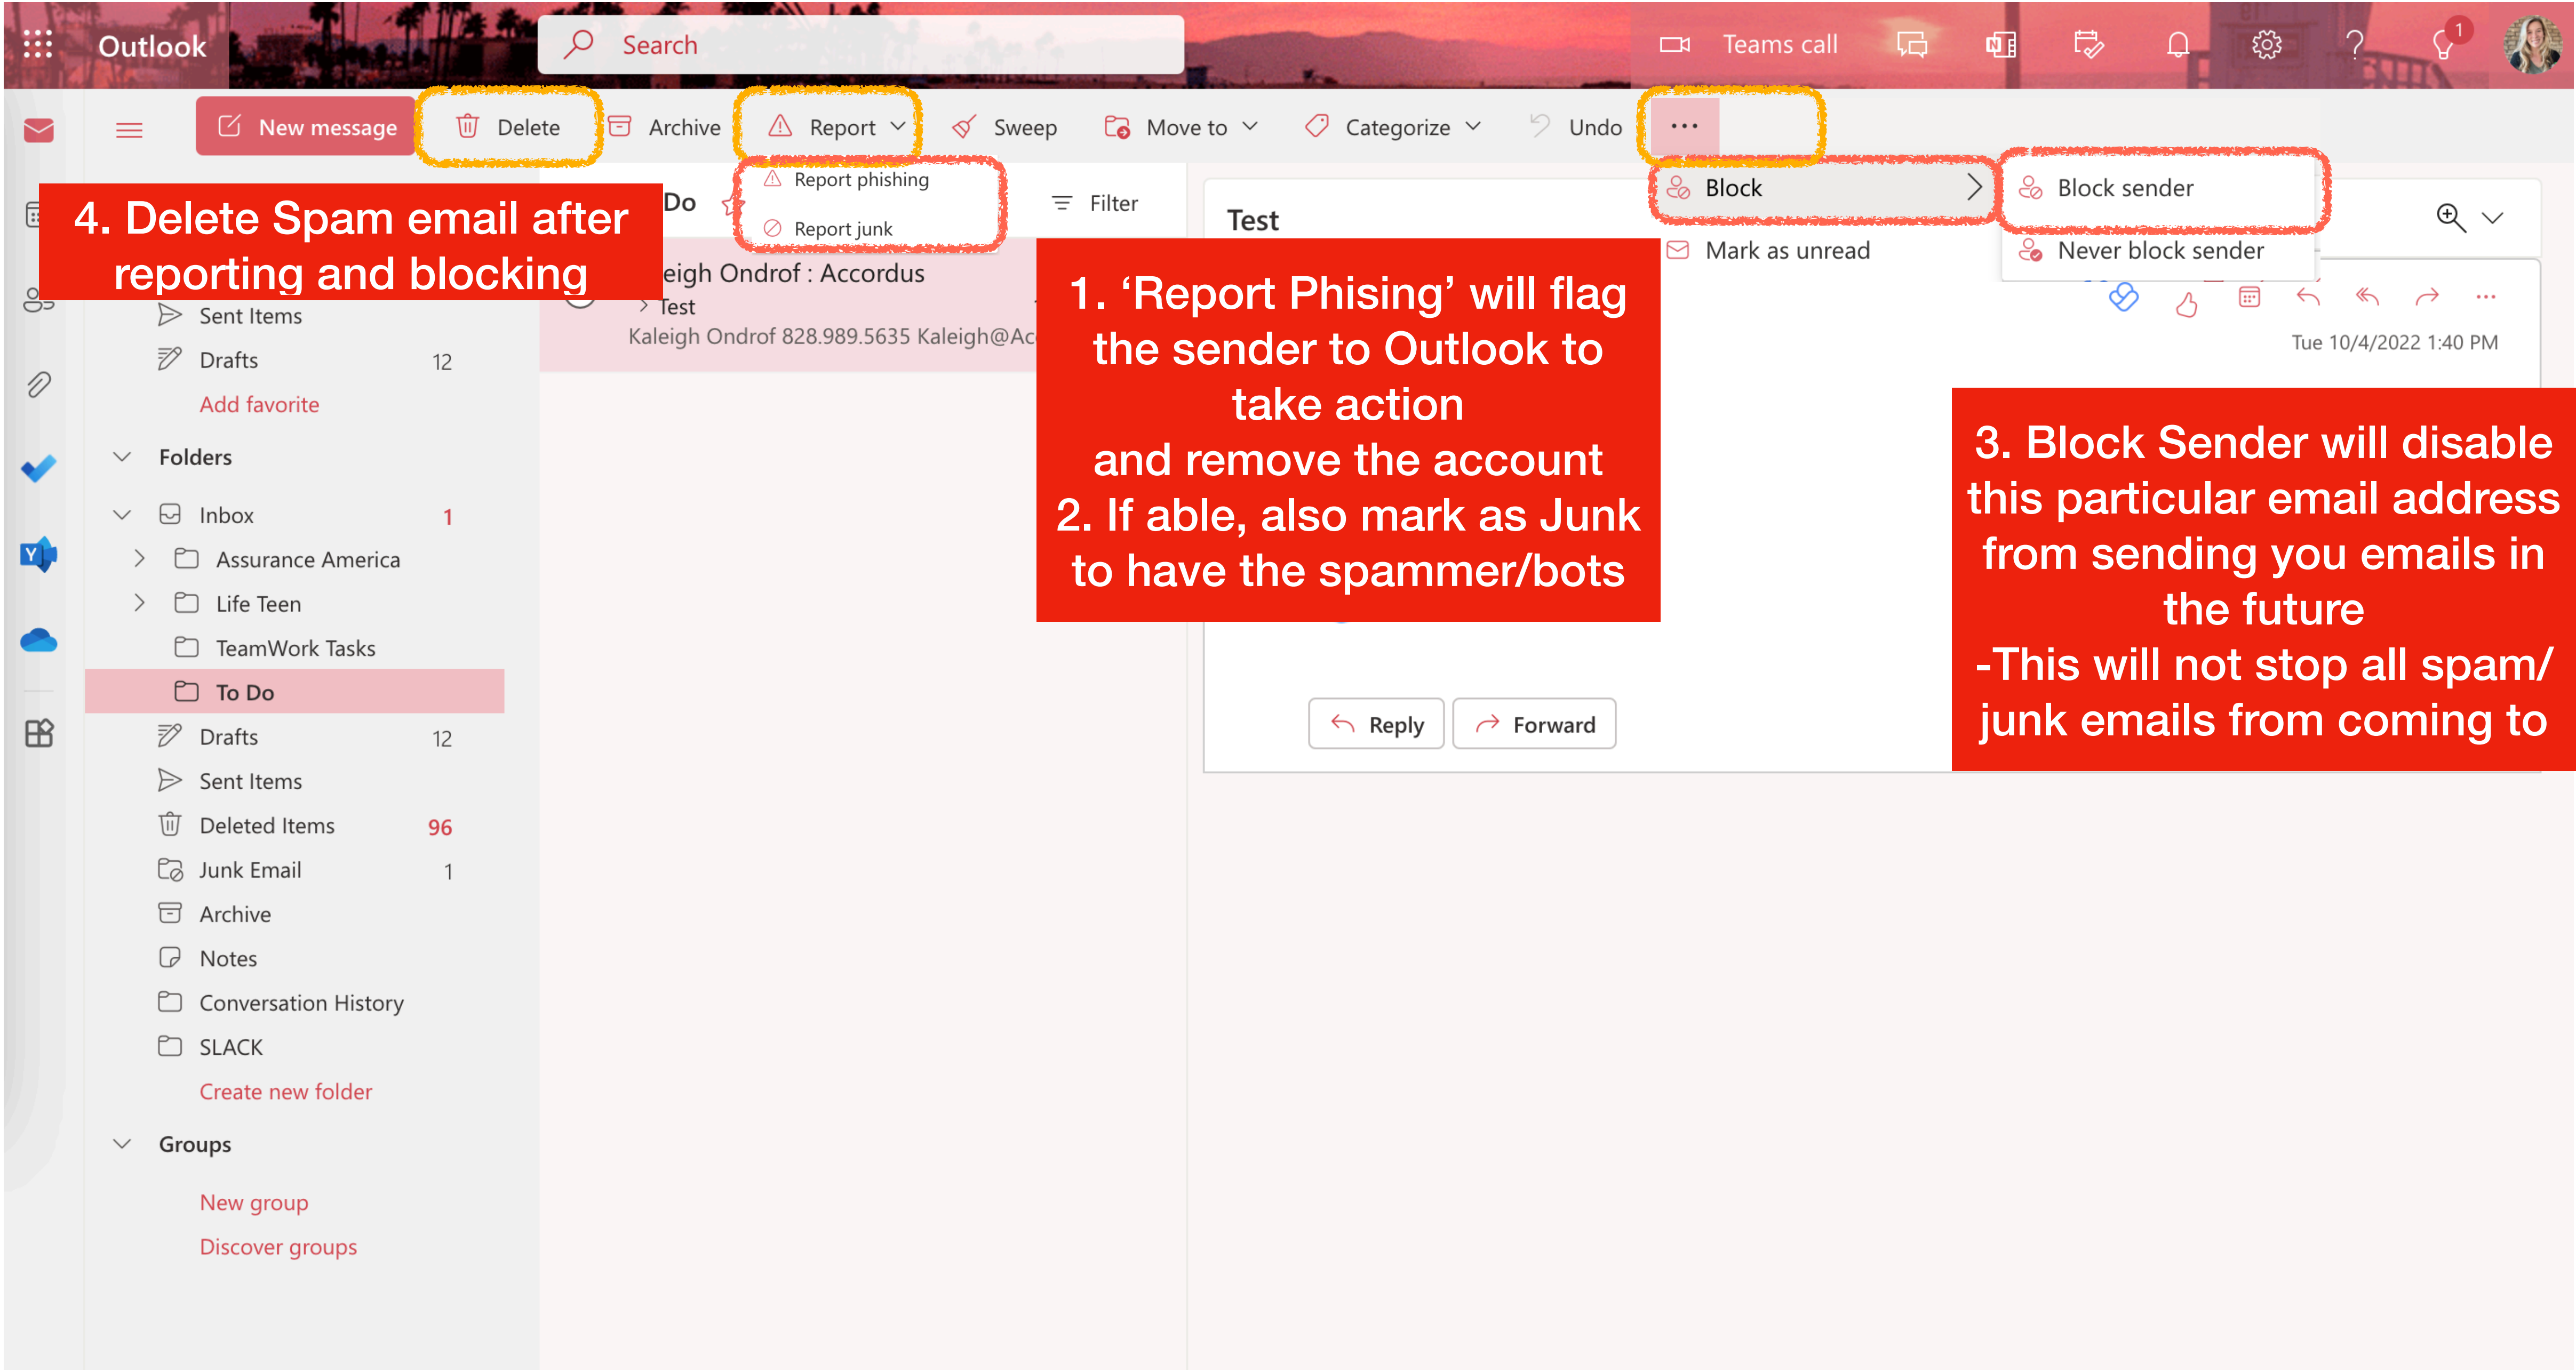 Outlook
Search
Teams call
1
New message
Delete
Archive
Report
Sweep
Move to
Categorize
Undo
...
4. Delete Spam email after
reporting and blocking
Sent Items
Drafts 12
Add favorite
Folders
Inbox 1
Assurance America
Life Teen
TeamWork Tasks
To Do
Drafts 12
Sent Items
Deleted Items 96
Junk Email 1
Archive
Notes
Conversation History
SLACK
Create new folder
Groups
New group
Discover groups
Do
Filter
Report phishing
Report junk
eigh Ondrof : Accordus
> Test
Kaleigh Ondrof 828.989.5635 Kaleigh@Ac
Test
1. ‘Report Phising’ will flag
the sender to Outlook to
take action
and remove the account
2. If able, also mark as Junk
to have the spammer/bots
Block
Mark as unread
Block sender
Never block sender
Tue 10/4/2022 1:40 PM
3. Block Sender will disable
this particular email address
from sending you emails in
the future
-This will not stop all spam/
junk emails from coming to
Reply
Forward